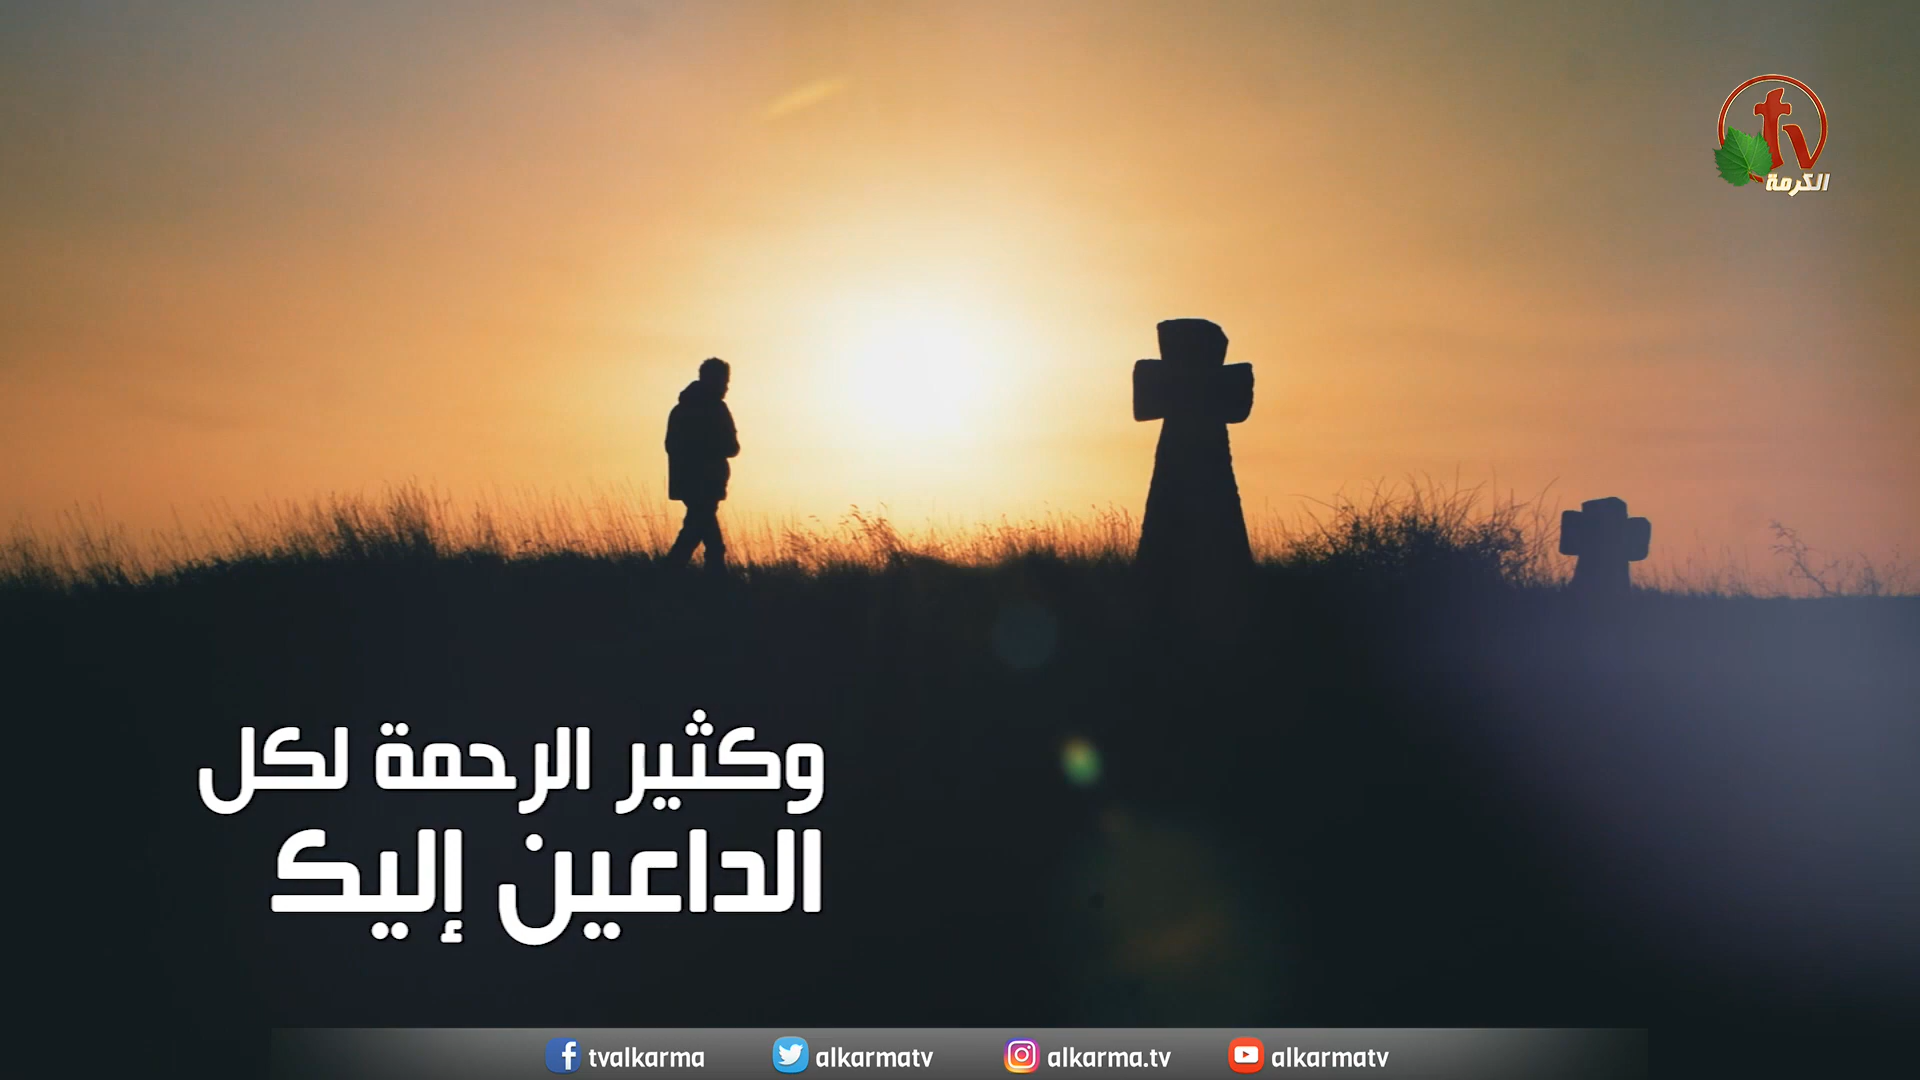 tv
الكرمة
وكثير الرحمة لكل
الداعين إليك
tvalkarma
alkarmatv
alkarma.tv
alkarmatv